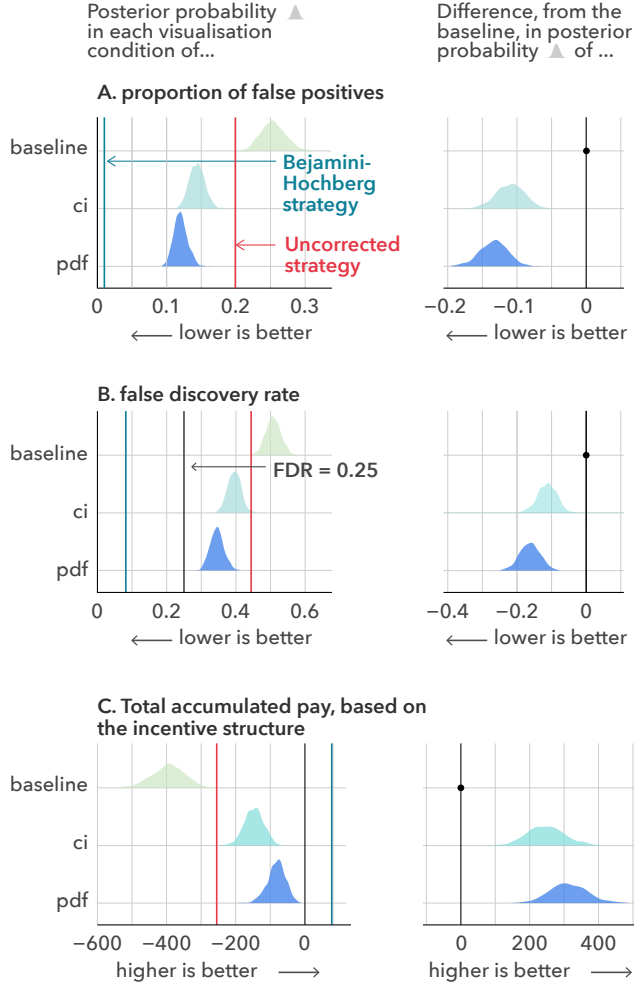 Posterior probability
in each visualisation
condition of...
Difference, from the
baseline, in posterior
probability of ...
A. proportion of false positives
baseline
ci
pdf
Bejamini-
Hochberg
strategy
Uncorrected
strategy
0 0.1 0.2 0.3
lower is better
−0.2 −0.1 0
lower is better
B. false discovery rate
baseline
FDR = 0.25
ci
pdf
0 0.2 0.4 0.6
lower is better
−0.4 −0.2 0
lower is better
C. Total accumulated pay, based on
the incentive structure
baseline
ci
pdf
−600 −400 −200 0
higher is better
0 200 400
higher is better